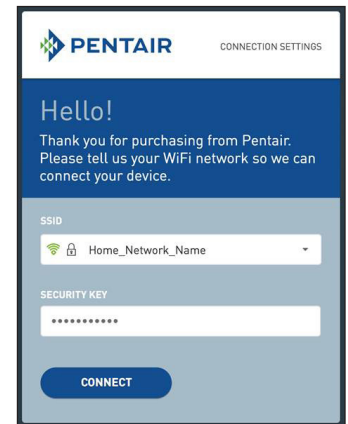 PENTAIR
CONNECTION SETTINGS
Hello!
Thank you for purchasing from Pentair.
Please tell us your WiFi network so we can
connect your device.
SSID
Home_Network_Name
SECURITY KEY
•••••••••••
CONNECT